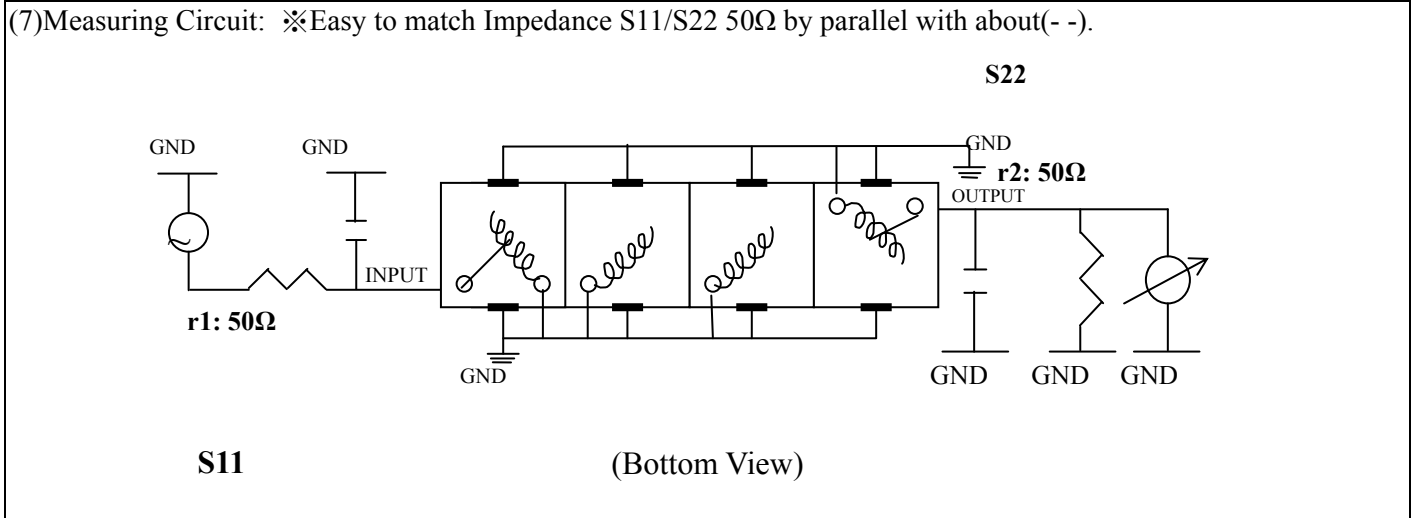 (7)Measuring Circuit: ※Easy to match Impedance S11/S22 50Ω by parallel with about(- -).
S22
GND
GND
GND
r2: 50Ω
OUTPUT
INPUT
r1: 50Ω
GND
GND
GND
GND
S11
(Bottom View)